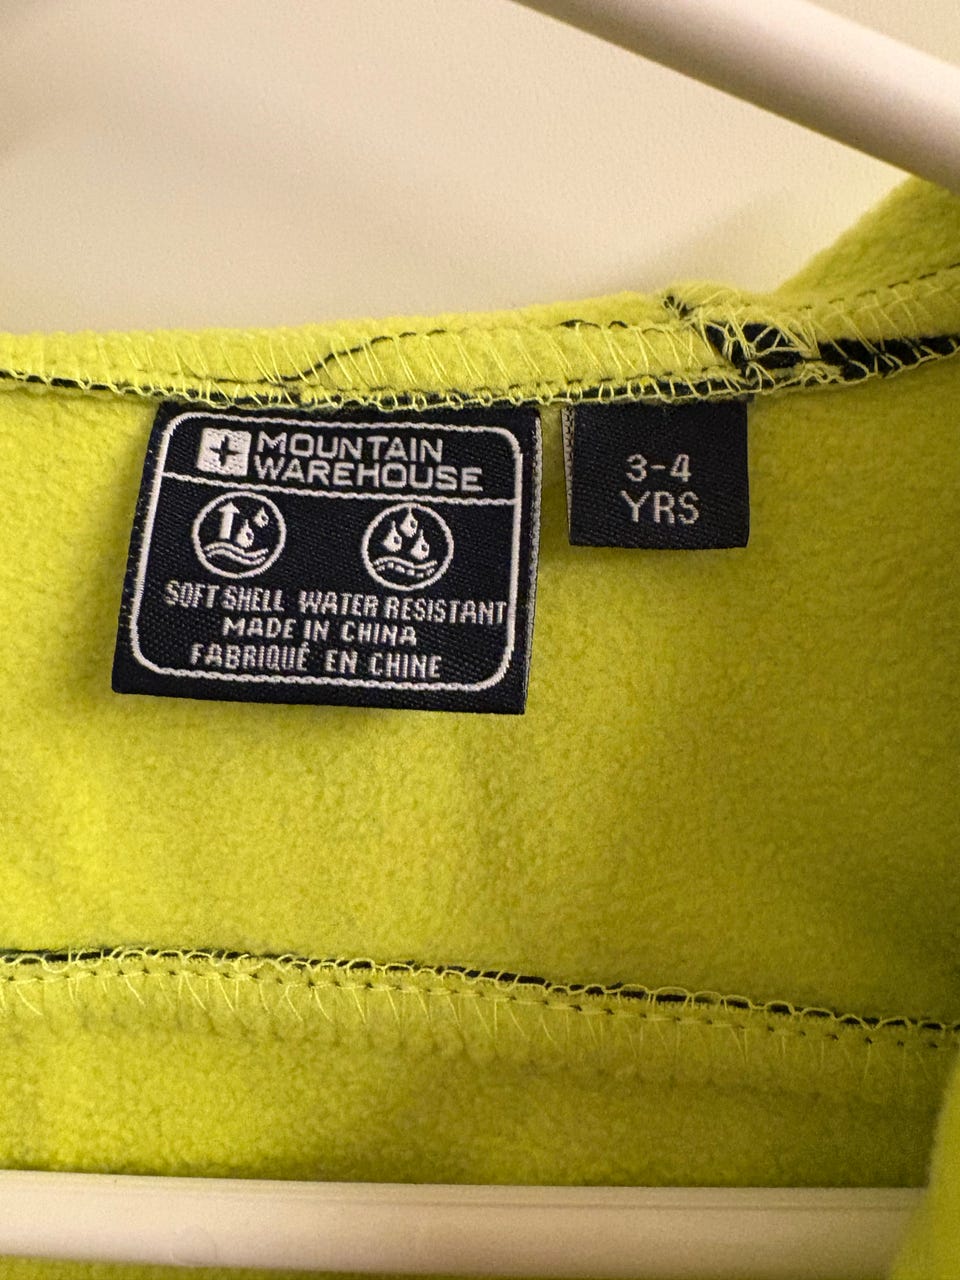 MOUNTAIN
WAREHOUSE
SOFT SHELL WATER RESISTANT
MADE IN CHINA
FABRIQUÉ EN CHINE
3-4
YRS